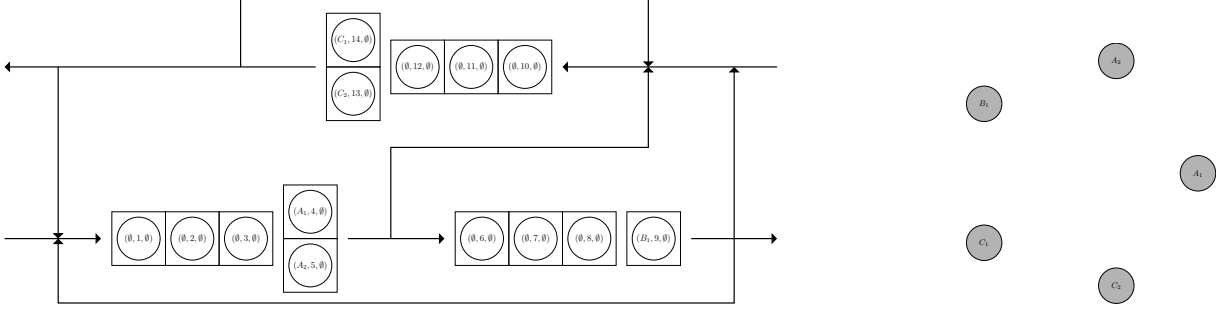 (C₁, 14, ∅)
(∅, 12, ∅) (∅, 11, ∅) (∅, 10, ∅)
(C₂, 13, ∅)
A₂
B₁
A₁
(A₁, 4, ∅)
(∅, 1, ∅) (∅, 2, ∅) (∅, 3, ∅)
(∅, 6, ∅) (∅, 7, ∅) (∅, 8, ∅) (B₁, 9, ∅)
(A₂, 5, ∅)
C₁
C₂